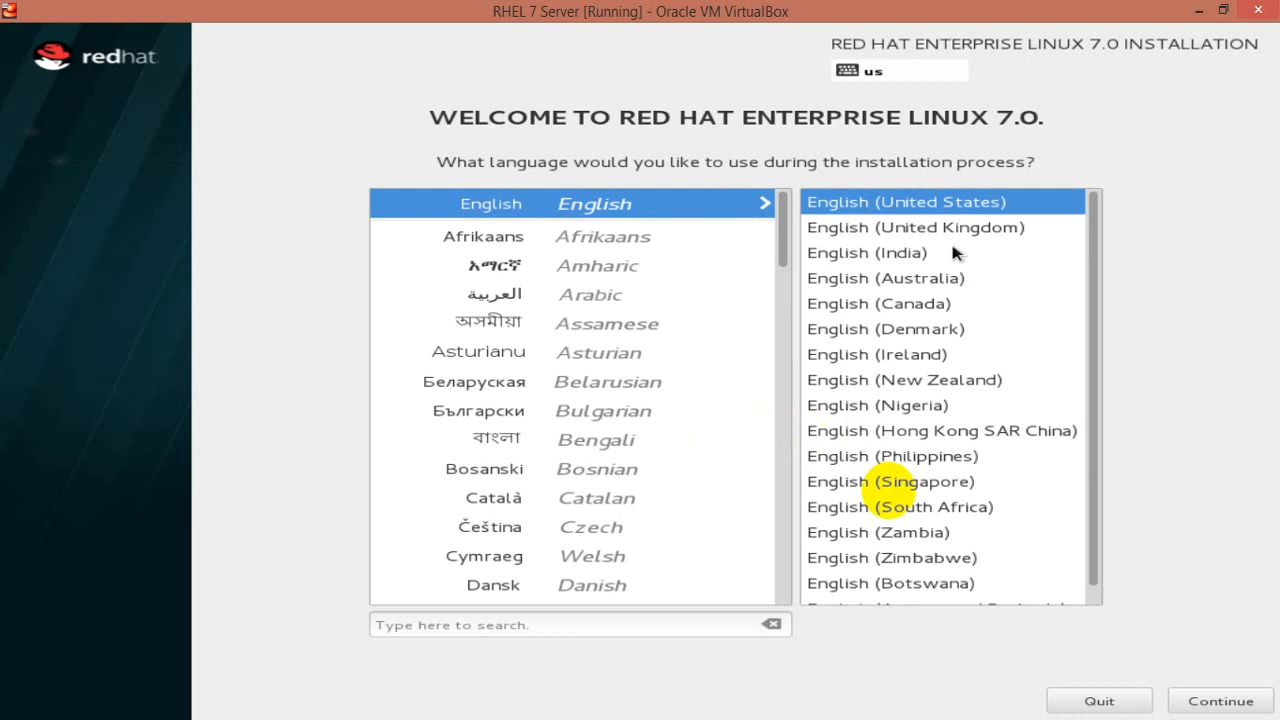 RHEL 7 Server [Running] - Oracle VM VirtualBox
redhat.
RED HAT ENTERPRISE LINUX 7.0 INSTALLATION
us
WELCOME TO RED HAT ENTERPRISE LINUX 7.0.
What language would you like to use during the installation process?
English English
Afrikaans Afrikaans
አማርኛ Amharic
العربية Arabic
অসমীয়া Assamese
Asturianu Asturian
Беларуская Belarusian
Български Bulgarian
বাংলা Bengali
Bosanski Bosnian
Català Catalan
Čeština Czech
Cymraeg Welsh
Dansk Danish
Type here to search.
English (United States)
English (United Kingdom)
English (India)
English (Australia)
English (Canada)
English (Denmark)
English (Ireland)
English (New Zealand)
English (Nigeria)
English (Hong Kong SAR China)
English (Philippines)
English (Singapore)
English (South Africa)
English (Zambia)
English (Zimbabwe)
English (Botswana)
Quit
Continue